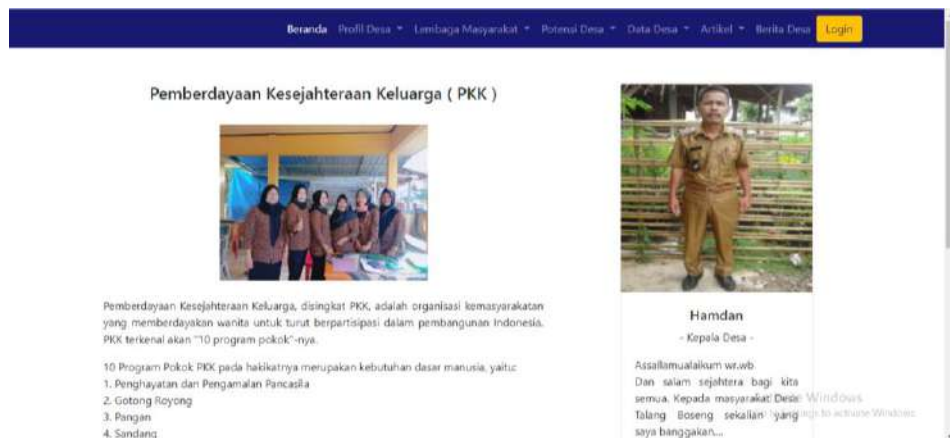 Beranda Profil Desa Lembaga Masyarakat Potensi Desa Data Desa Artikel Berita Desa Login
Pemberdayaan Kesejahteraan Keluarga ( PKK )
Pemberdayaan Kesejahteraan Keluarga, disingkat PKK, adalah organisasi kemasyarakatan
yang memberdayakan wanita untuk turut berpartisipasi dalam pembangunan Indonesia.
PKK terkenal akan "10 program pokok"-nya.
10 Program Pokok PKK pada hakikatnya merupakan kebutuhan dasar manusia, yaitu:
1. Penghayatan dan Pengamalan Pancasila
2. Gotong Royong
3. Pangan
4. Sandang
Hamdan
- Kepala Desa -
Assallamualaikum wr.wb
Dan salam sejahtera bagi kita
semua. Kepada masyarakat Desa
Talang Boseng sekalian yang
saya banggakan,...
Windows
to activate Windows.